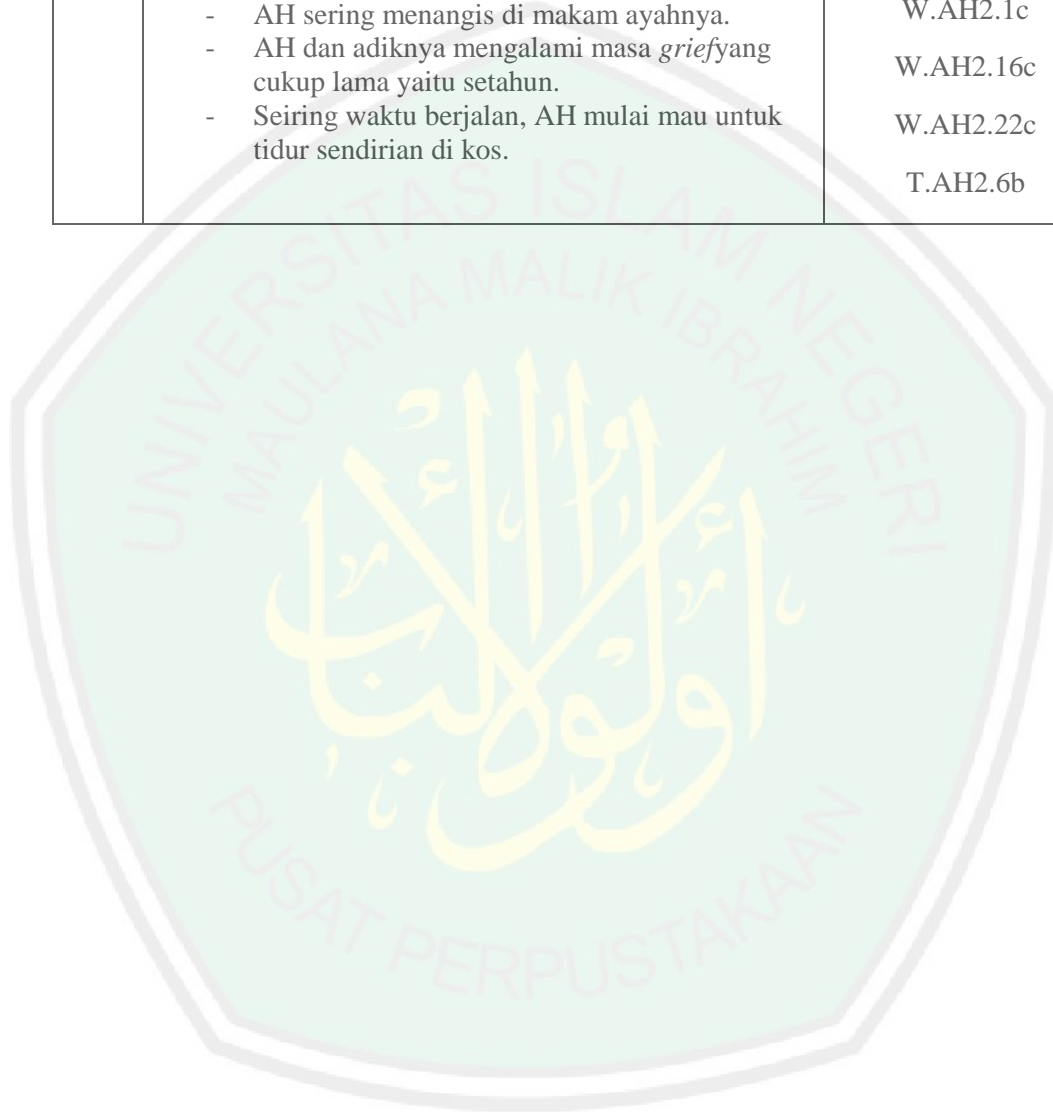 - AH sering menangis di makam ayahnya.
- AH dan adiknya mengalami masa griefyang
cukup lama yaitu setahun.
- Seiring waktu berjalan, AH mulai mau untuk
tidur sendirian di kos.
W.AH2.1c
W.AH2.16c
W.AH2.22c
T.AH2.6b
UNIVERSITAS ISLAM NEGERI
MAULANA MALIK IBRAHIM
أولوا الألباب
PUSAT PERPUSTAKAAN